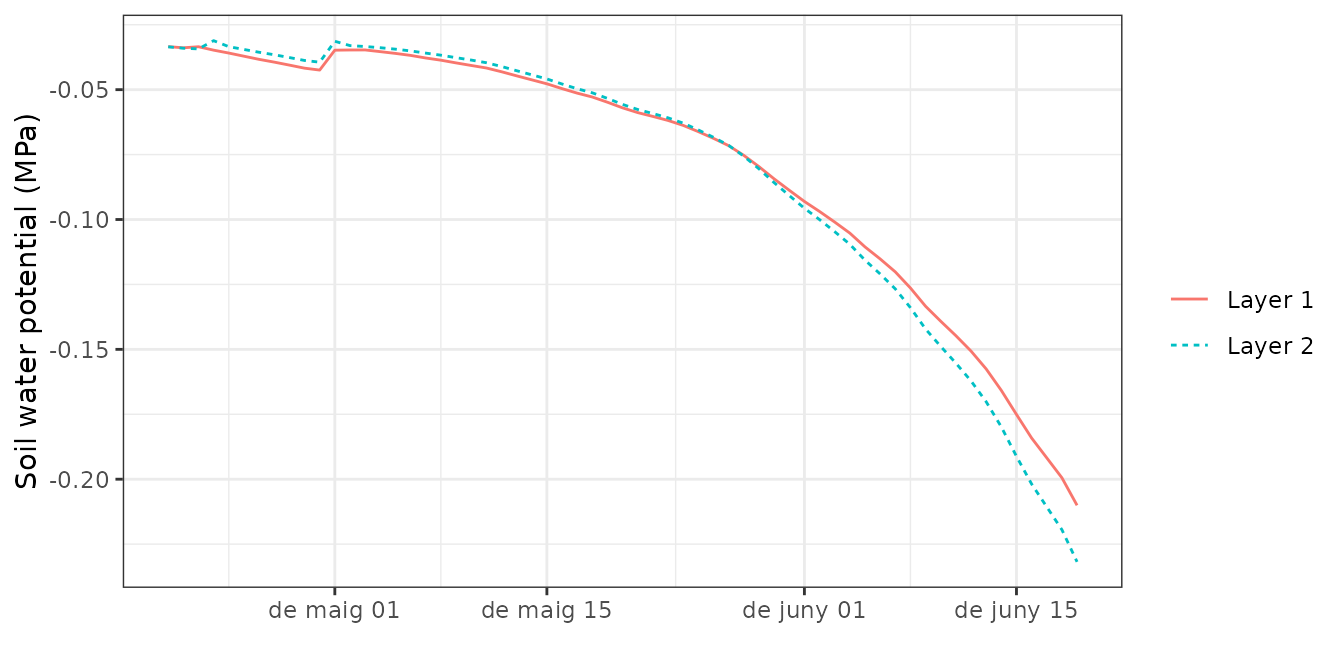 Soil water potential (MPa)
-0.05
-0.10
-0.15
-0.20
de maig 01
de maig 15
de juny 01
de juny 15
Layer 1
Layer 2